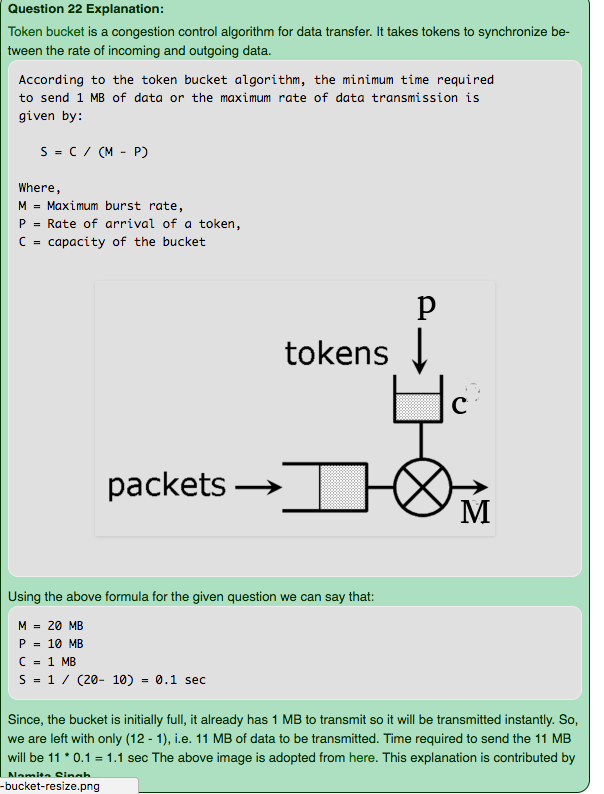 Question 22 Explanation:
Token bucket is a congestion control algorithm for data transfer. It takes tokens to synchronize be-
tween the rate of incoming and outgoing data.
According to the token bucket algorithm, the minimum time required
to send 1 MB of data or the maximum rate of data transmission is
given by:
S = C / (M - P)
Where,
M = Maximum burst rate,
P = Rate of arrival of a token,
C = capacity of the bucket
p
tokens
c
packets
M
Using the above formula for the given question we can say that:
M = 20 MB
P = 10 MB
C = 1 MB
S = 1 / (20- 10) = 0.1 sec
Since, the bucket is initially full, it already has 1 MB to transmit so it will be transmitted instantly. So,
we are left with only (12 - 1), i.e. 11 MB of data to be transmitted. Time required to send the 11 MB
will be 11 * 0.1 = 1.1 sec The above image is adopted from here. This explanation is contributed by
Namita Singh
-bucket-resize.png